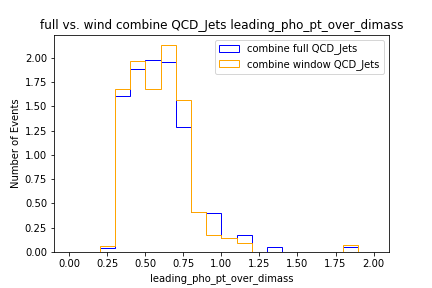 full vs. wind combine QCD_Jets leading_pho_pt_over_dimass
combine full QCD_Jets
combine window QCD_Jets
Number of Events
2.00
1.75
1.50
1.25
1.00
0.75
0.50
0.25
0.00
0.00 0.25 0.50 0.75 1.00 1.25 1.50 1.75 2.00
leading_pho_pt_over_dimass